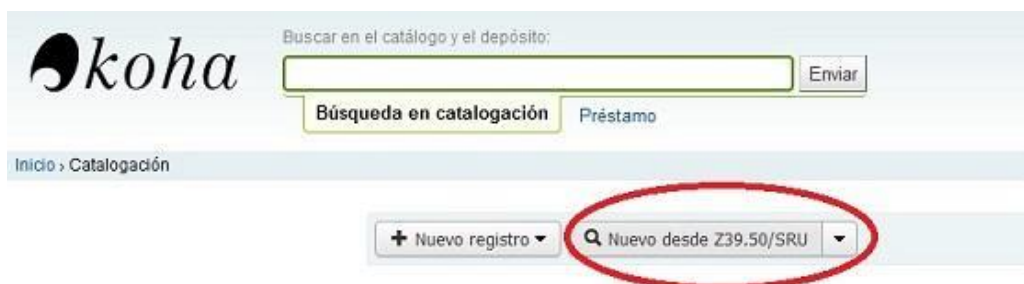 koha
Buscar en el catálogo y el depósito:
Enviar
Búsqueda en catalogación Préstamo
Inicio › Catalogación
+ Nuevo registro Nuevo desde Z39.50/SRU